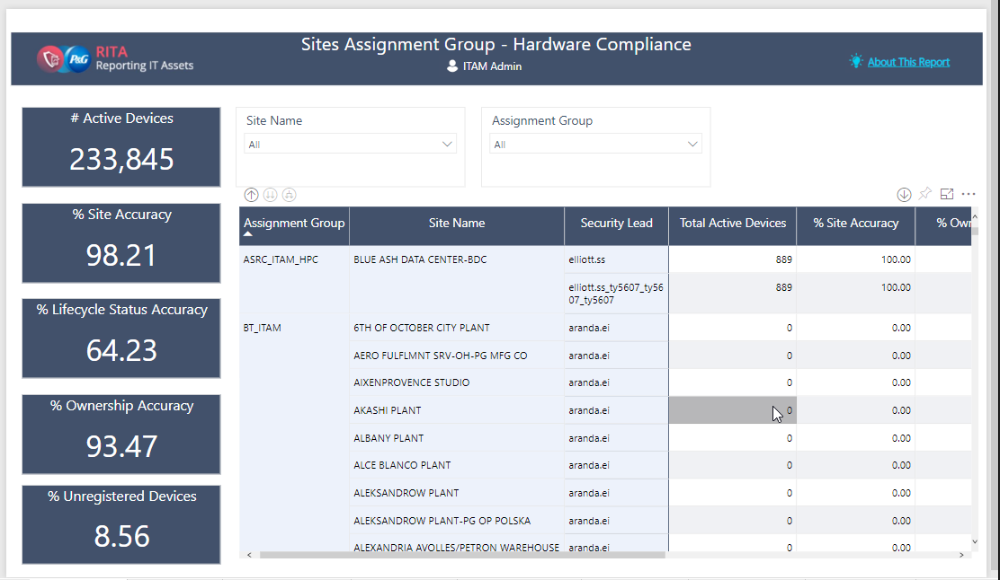 Sites Assignment Group - Hardware Compliance
P&G
RITA
Reporting IT Assets
ITAM Admin
About This Report
# Active Devices
233,845
% Site Accuracy
98.21
% Lifecycle Status Accuracy
64.23
% Ownership Accuracy
93.47
% Unregistered Devices
8.56
Site Name
All
Assignment Group
All
Assignment Group Site Name Security Lead Total Active Devices % Site Accuracy % Own
ASRC_ITAM_HPC BLUE ASH DATA CENTER-BDC elliott.ss 889 100.00
elliott.ss_ty5607_ty56 889 100.00
07_ty5607
BT_ITAM 6TH OF OCTOBER CITY PLANT aranda.ei 0 0.00
AERO FULFLMNT SRV-OH-PG MFG CO aranda.ei 0 0.00
AIXENPROVENCE STUDIO aranda.ei 0 0.00
AKASHI PLANT aranda.ei 0 0.00
ALBANY PLANT aranda.ei 0 0.00
ALCE BLANCO PLANT aranda.ei 0 0.00
ALEKSANDROW PLANT aranda.ei 0 0.00
ALEKSANDROW PLANT-PG OP POLSKA aranda.ei 0 0.00
ALEXANDRIA AVOLLES/PETRON WAREHOUSE aranda.ei 0 0.00